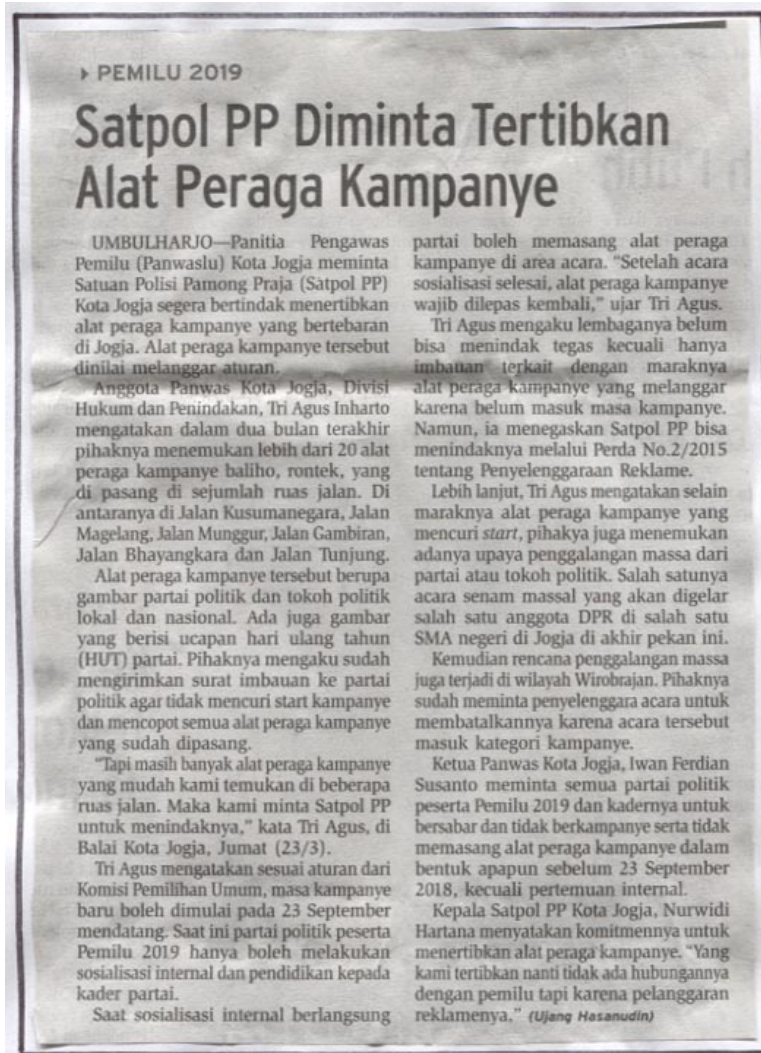 PEMILU 2019
Satpol PP Diminta Tertibkan
Alat Peraga Kampanye
UMBULHARJO—Panitia Pengawas
Pemilu (Panwaslu) Kota Jogja meminta
Satuan Polisi Pamong Praja (Satpol PP)
Kota Jogja segera bertindak menertibkan
alat peraga kampanye yang bertebaran
di Jogja. Alat peraga kampanye tersebut
dinilai melanggar aturan.
Anggota Panwas Kota Jogja, Divisi
Hukum dan Penindakan, Tri Agus Inharto
mengatakan dalam dua bulan terakhir
pihaknya menemukan lebih dari 20 alat
peraga kampanye baliho, rontek, yang
di pasang di sejumlah ruas jalan. Di
antaranya di Jalan Kusumanegara, Jalan
Magelang, Jalan Munggur, Jalan Gambiran,
Jalan Bhayangkara dan Jalan Tunjung.
Alat peraga kampanye tersebut berupa
gambar partai politik dan tokoh politik
lokal dan nasional. Ada juga gambar
yang berisi ucapan hari ulang tahun
(HUT) partai. Pihaknya mengaku sudah
mengirimkan surat imbauan ke partai
politik agar tidak mencuri start kampanye
dan mencopot semua alat peraga kampanye
yang sudah dipasang.
"Tapi masih banyak alat peraga kampanye
yang mudah kami temukan di beberapa
ruas jalan. Maka kami minta Satpol PP
untuk menindaknya," kata Tri Agus, di
Balai Kota Jogja, Jumat (23/3).
Tri Agus mengatakan sesuai aturan dari
Komisi Pemilihan Umum, masa kampanye
baru boleh dimulai pada 23 September
mendatang. Saat ini partai politik peserta
Pemilu 2019 hanya boleh melakukan
sosialisasi internal dan pendidikan kepada
kader partai.
Saat sosialisasi internal berlangsung
partai boleh memasang alat peraga
kampanye di area acara. "Setelah acara
sosialisasi selesai, alat peraga kampanye
wajib dilepas kembali," ujar Tri Agus.
Tri Agus mengaku lembaganya belum
bisa menindak tegas kecuali hanya
imbauan terkait dengan maraknya
alat peraga kampanye yang melanggar
karena belum masuk masa kampanye.
Namun, ia menegaskan Satpol PP bisa
menindaknya melalui Perda No.2/2015
tentang Penyelenggaraan Reklame.
Lebih lanjut, Tri Agus mengatakan selain
maraknya alat peraga kampanye yang
mencuri start, pihakya juga menemukan
adanya upaya penggalangan massa dari
partai atau tokoh politik. Salah satunya
acara senam massal yang akan digelar
salah satu anggota DPR di salah satu
SMA negeri di Jogja di akhir pekan ini.
Kemudian rencana penggalangan massa
juga terjadi di wilayah Wirobrajan. Pihaknya
sudah meminta penyelenggara acara untuk
membatalkannya karena acara tersebut
masuk kategori kampanye.
Ketua Panwas Kota Jogja, Iwan Ferdian
Susanto meminta semua partai politik
peserta Pemilu 2019 dan kadernya untuk
bersabar dan tidak berkampanye serta tidak
memasang alat peraga kampanye dalam
bentuk apapun sebelum 23 September
2018, kecuali pertemuan internal.
Kepala Satpol PP Kota Jogja, Nurwidi
Hartana menyatakan komitmennya untuk
menertibkan alat peraga kampanye. "Yang
kami tertibkan nanti tidak ada hubungannya
dengan pemilu tapi karena pelanggaran
reklamenya." (Ujang Hasanudin)